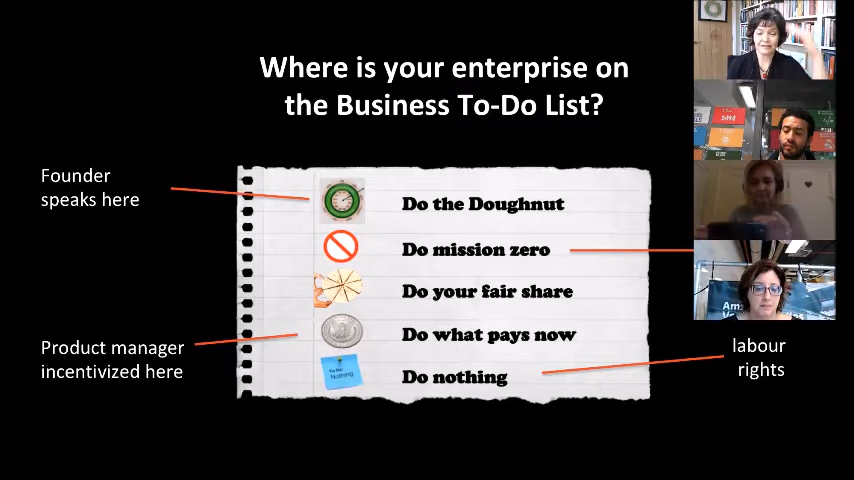 Where is your enterprise on
the Business To-Do List?
Founder
speaks here
Do the Doughnut
Do mission zero
Do your fair share
Do what pays now
Product manager
incentivized here
Do nothing
labour
rights